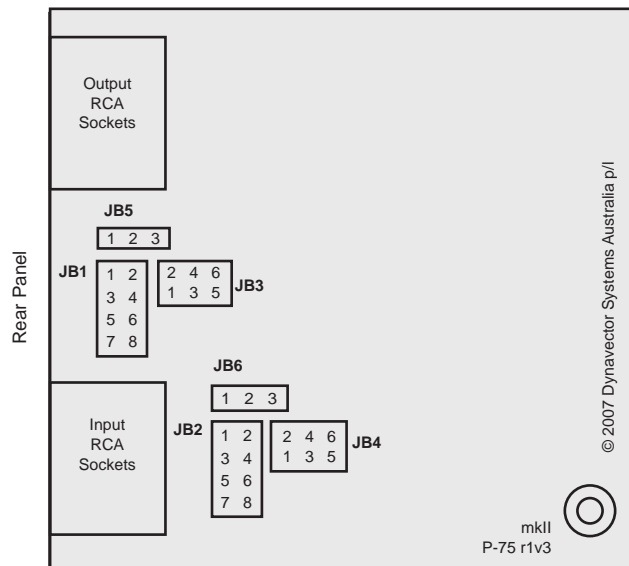 Output
RCA
Sockets
JB5
1 2 3
JB1
1 2
3 4
5 6
7 8
2 4 6
1 3 5
JB3
Rear Panel
JB6
1 2 3
Input
RCA
Sockets
JB2
1 2
3 4
5 6
7 8
2 4 6
1 3 5
JB4
© 2007 Dynavector Systems Australia p/l
mkII
P-75 r1v3